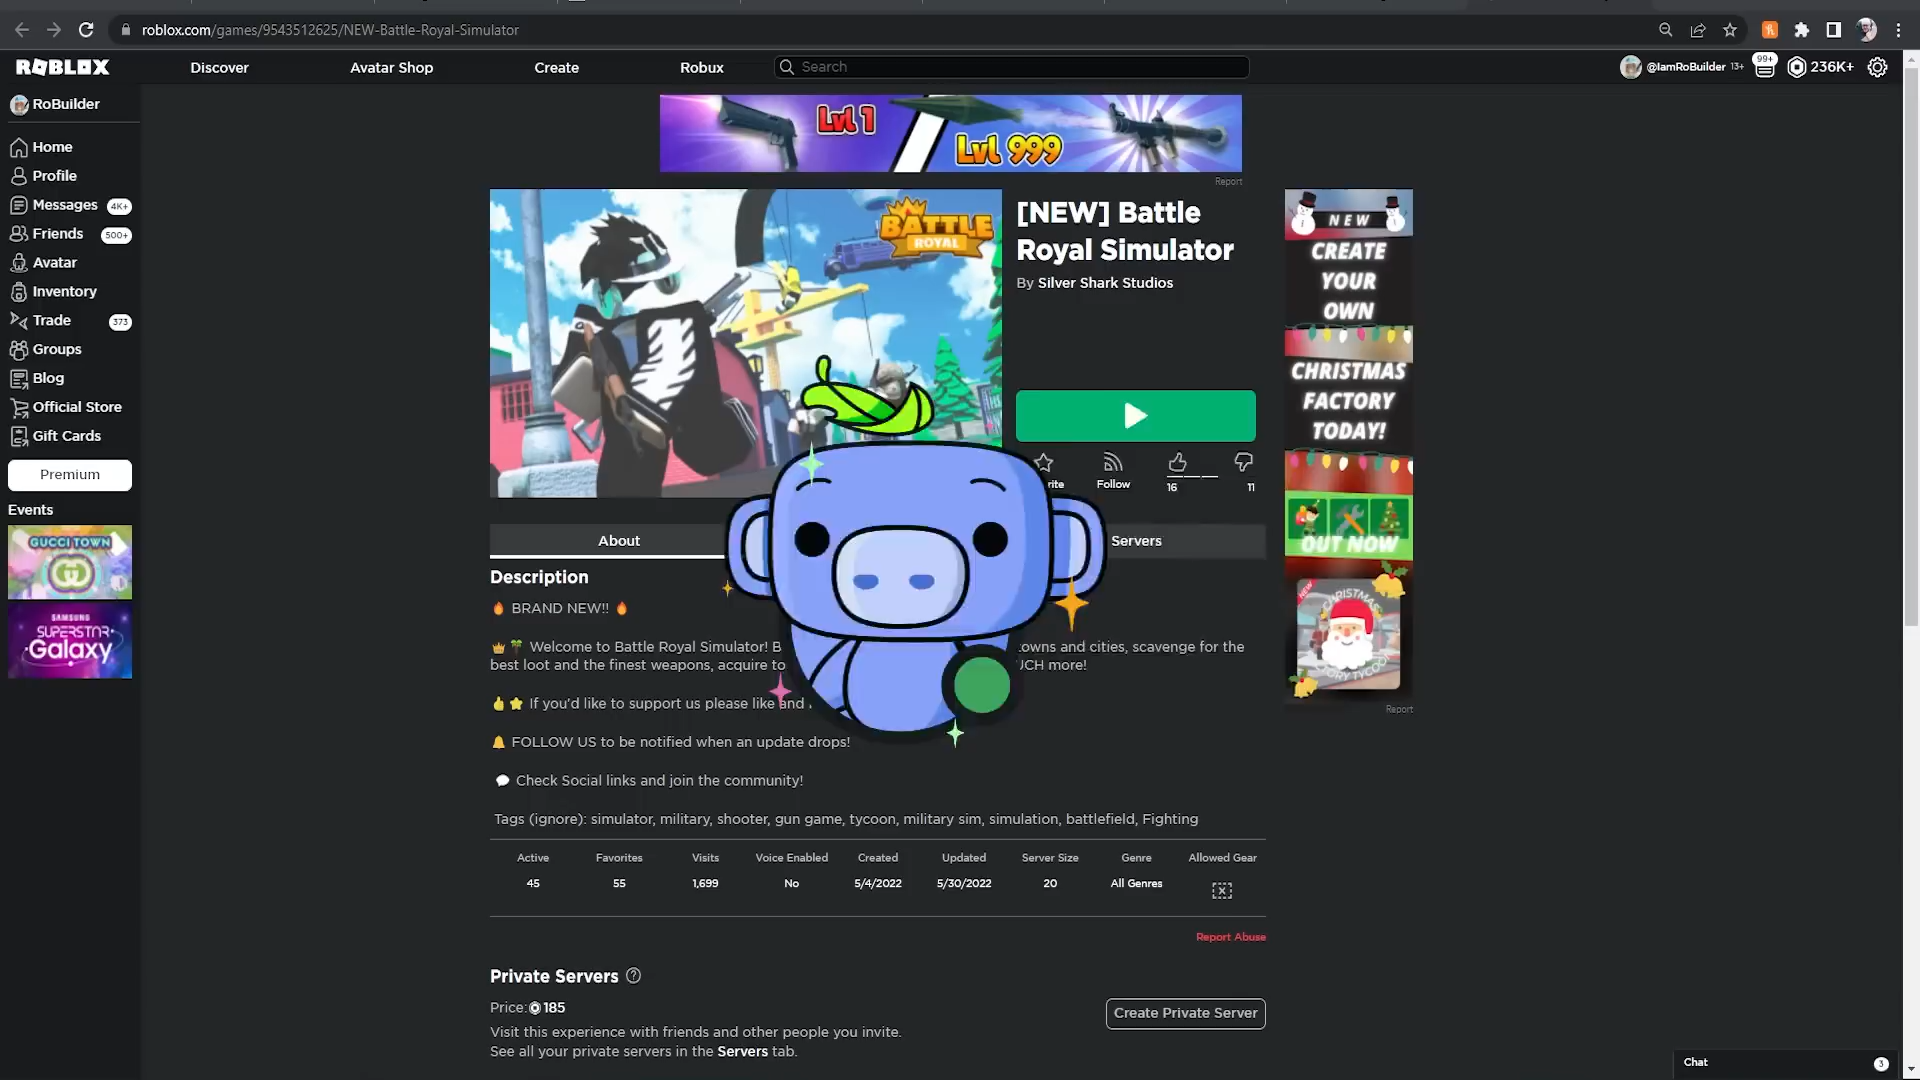 roblox.com/games/9543512625/NEW-Battle-Royal-Simulator
ROBLOX
Discover
Avatar Shop
Create
Robux
Search
@IamRoBuilder 13+
99+
236K+
RoBuilder
Home
Profile
Messages 4K+
Friends 500+
Avatar
Inventory
Trade 373
Groups
Blog
Official Store
Gift Cards
Premium
Events
GUCCI TOWN
SAMSUNG
SUPERSTAR
Galaxy
Lvl 1
Lvl 999
Report
BATTLE
ROYAL
[NEW] Battle
Royal Simulator
By Silver Shark Studios
rite
Follow
16
11
NEW
CREATE
YOUR
OWN
CHRISTMAS
FACTORY
TODAY!
OUT NOW
NEW
CHRISTMAS
Report
About
Servers
Description
🔥 BRAND NEW!! 🔥
👑 🌴 Welcome to Battle Royal Simulator! B towns and cities, scavenge for the
best loot and the finest weapons, acquire to UCH more!
👍 ⭐ If you'd like to support us please like and
🔔 FOLLOW US to be notified when an update drops!
💬 Check Social links and join the community!
Tags (ignore): simulator, military, shooter, gun game, tycoon, military sim, simulation, battlefield, Fighting
Active Favorites Visits Voice Enabled Created Updated Server Size Genre Allowed Gear
45 55 1,699 No 5/4/2022 5/30/2022 20 All Genres
Report Abuse
Private Servers
Price: 185
Create Private Server
Visit this experience with friends and other people you invite.
See all your private servers in the Servers tab.
Chat 3